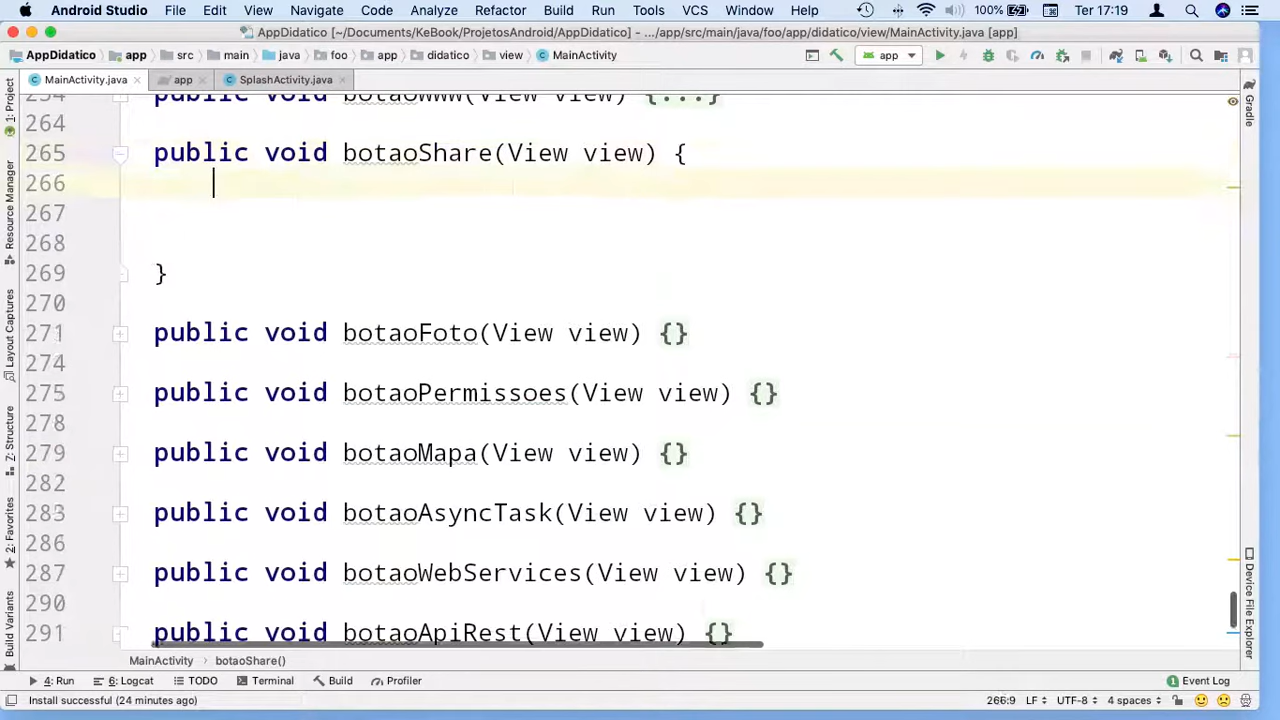 Android Studio File Edit View Navigate Code Analyze Refactor Build Run Tools VCS Window Help 100% Ter 17:19
AppDidatico [~/Documents/KeBook/ProjetosAndroid/AppDidatico] - .../app/src/main/java/foo/app/didatico/view/MainActivity.java [app]
AppDidatico app src main java foo app didatico view MainActivity app
MainActivity.java app SplashActivity.java
254 public void botaoWWW(View view) {...}
264
265 public void botaoShare(View view) {
266
267
268
269 }
270
271 public void botaoFoto(View view) {}
274
275 public void botaoPermissoes(View view) {}
278
279 public void botaoMapa(View view) {}
282
283 public void botaoAsyncTask(View view) {}
286
287 public void botaoWebServices(View view) {}
290
291 public void botaoApiRest(View view) {}
MainActivity botaoShare()
4: Run 6: Logcat TODO Terminal Build Profiler Event Log
Install successful (24 minutes ago) 266:9 LF UTF-8 4 spaces
1: Project
Resource Manager
Layout Captures
7: Structure
2: Favorites
Build Variants
Gradle
Device File Explorer